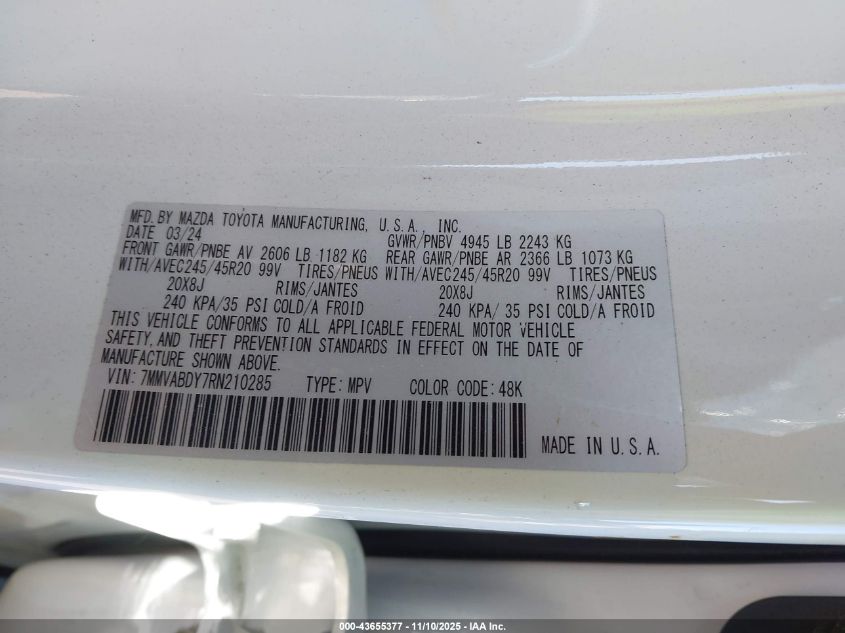 MFD. BY MAZDA TOYOTA MANUFACTURING, U.S.A., INC.
DATE 03/24 GVWR/PNBV 4945 LB 2243 KG
FRONT GAWR/PNBE AV 2606 LB 1182 KG REAR GAWR/PNBE AR 2366 LB 1073 KG
WITH/AVEC245/45R20 99V TIRES/PNEUS WITH/AVEC245/45R20 99V TIRES/PNEUS
20X8J RIMS/JANTES 20X8J RIMS/JANTES
240 KPA/35 PSI COLD/A FROID 240 KPA/ 35 PSI COLD/A FROID
THIS VEHICLE CONFORMS TO ALL APPLICABLE FEDERAL MOTOR VEHICLE
SAFETY, AND THEFT PREVENTION STANDARDS IN EFFECT ON THE DATE OF
MANUFACTURE SHOWN ABOVE.
VIN: 7MMVABDY7RN210285 TYPE: MPV COLOR CODE: 48K
MADE IN U.S.A.
000-43655377 - 11/10/2025 - IAA Inc.